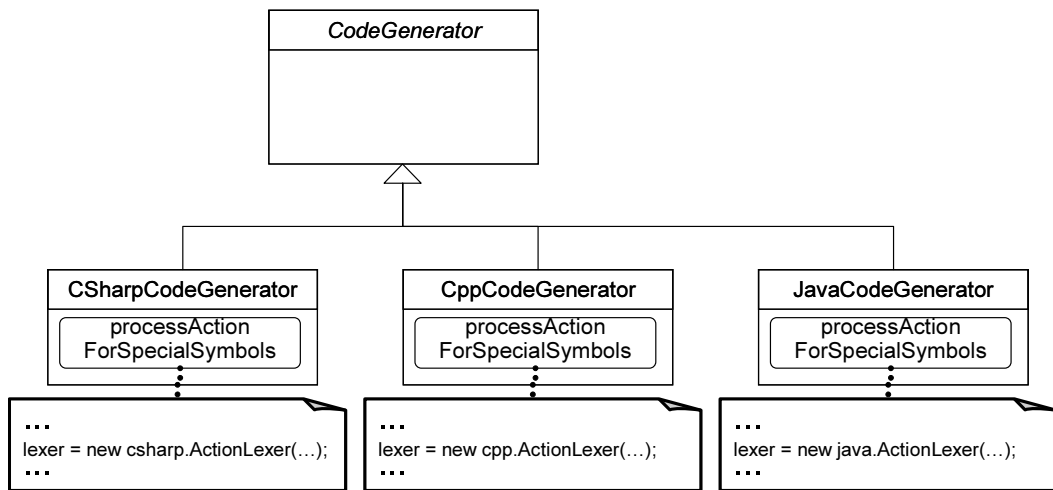 CodeGenerator
CSharpCodeGenerator
processAction
ForSpecialSymbols
CppCodeGenerator
processAction
ForSpecialSymbols
JavaCodeGenerator
processAction
ForSpecialSymbols
...
lexer = new csharp.ActionLexer(…);
...
...
lexer = new cpp.ActionLexer(…);
...
...
lexer = new java.ActionLexer(…);
...